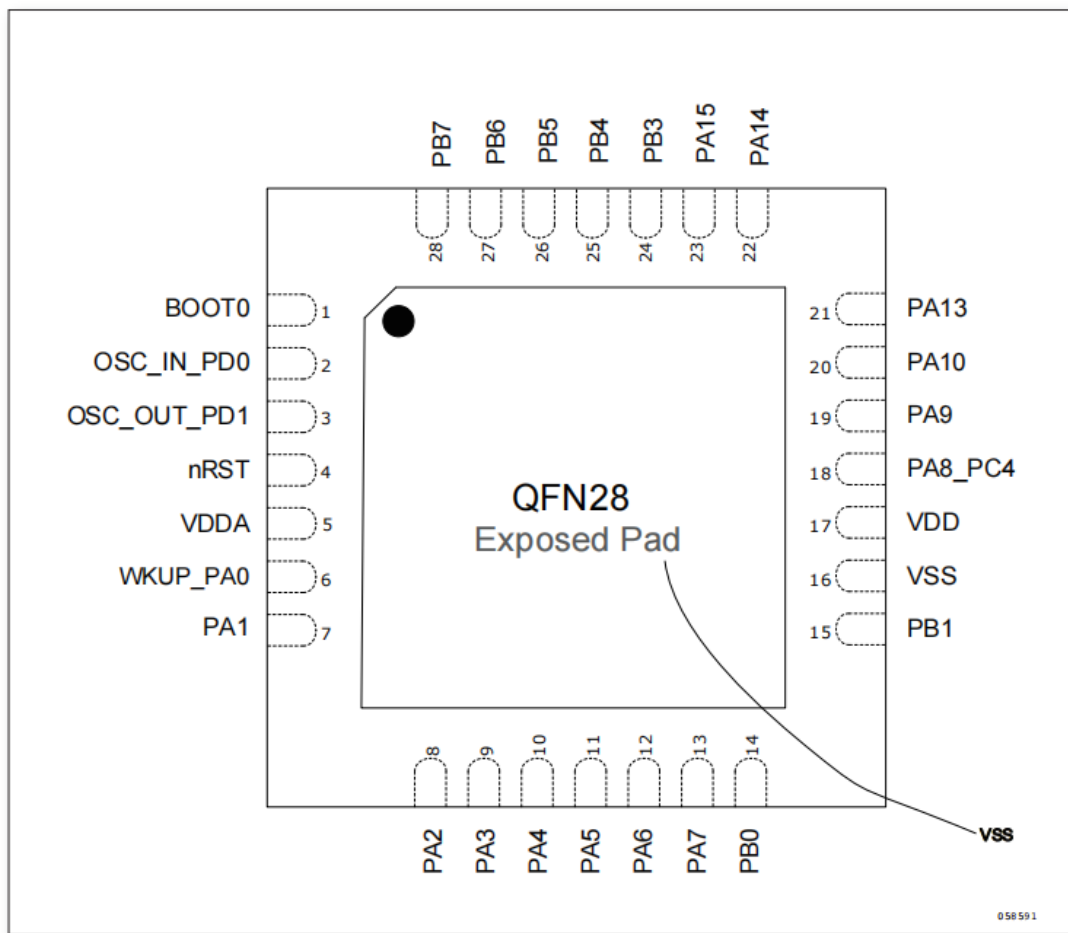 PB7 PB6 PB5 PB4 PB3 PA15 PA14
28 27 26 25 24 23 22
BOOT0 1
OSC_IN_PD0 2
OSC_OUT_PD1 3
nRST 4
VDDA 5
WKUP_PA0 6
PA1 7
21 PA13
20 PA10
19 PA9
18 PA8_PC4
17 VDD
16 VSS
15 PB1
QFN28
Exposed Pad
8 9 10 11 12 13 14
PA2 PA3 PA4 PA5 PA6 PA7 PB0
VSS
058591